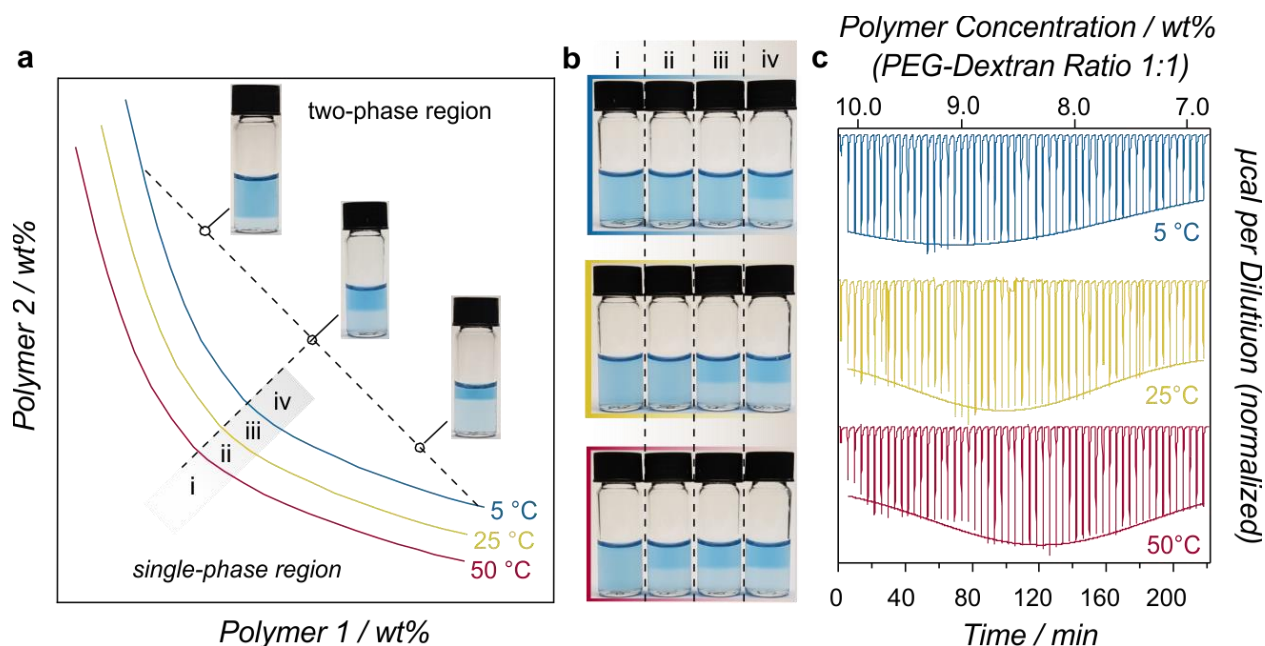 a
two-phase region
Polymer 2 / wt%
iv
iii
ii
i
5 °C
25 °C
50 °C
single-phase region
Polymer 1 / wt%
b
i ii iii iv
c
Polymer Concentration / wt%
(PEG-Dextran Ratio 1:1)
10.0 9.0 8.0 7.0
5 °C
25°C
50°C
µcal per Dilutiuon (normalized)
0 40 80 120 160 200
Time / min